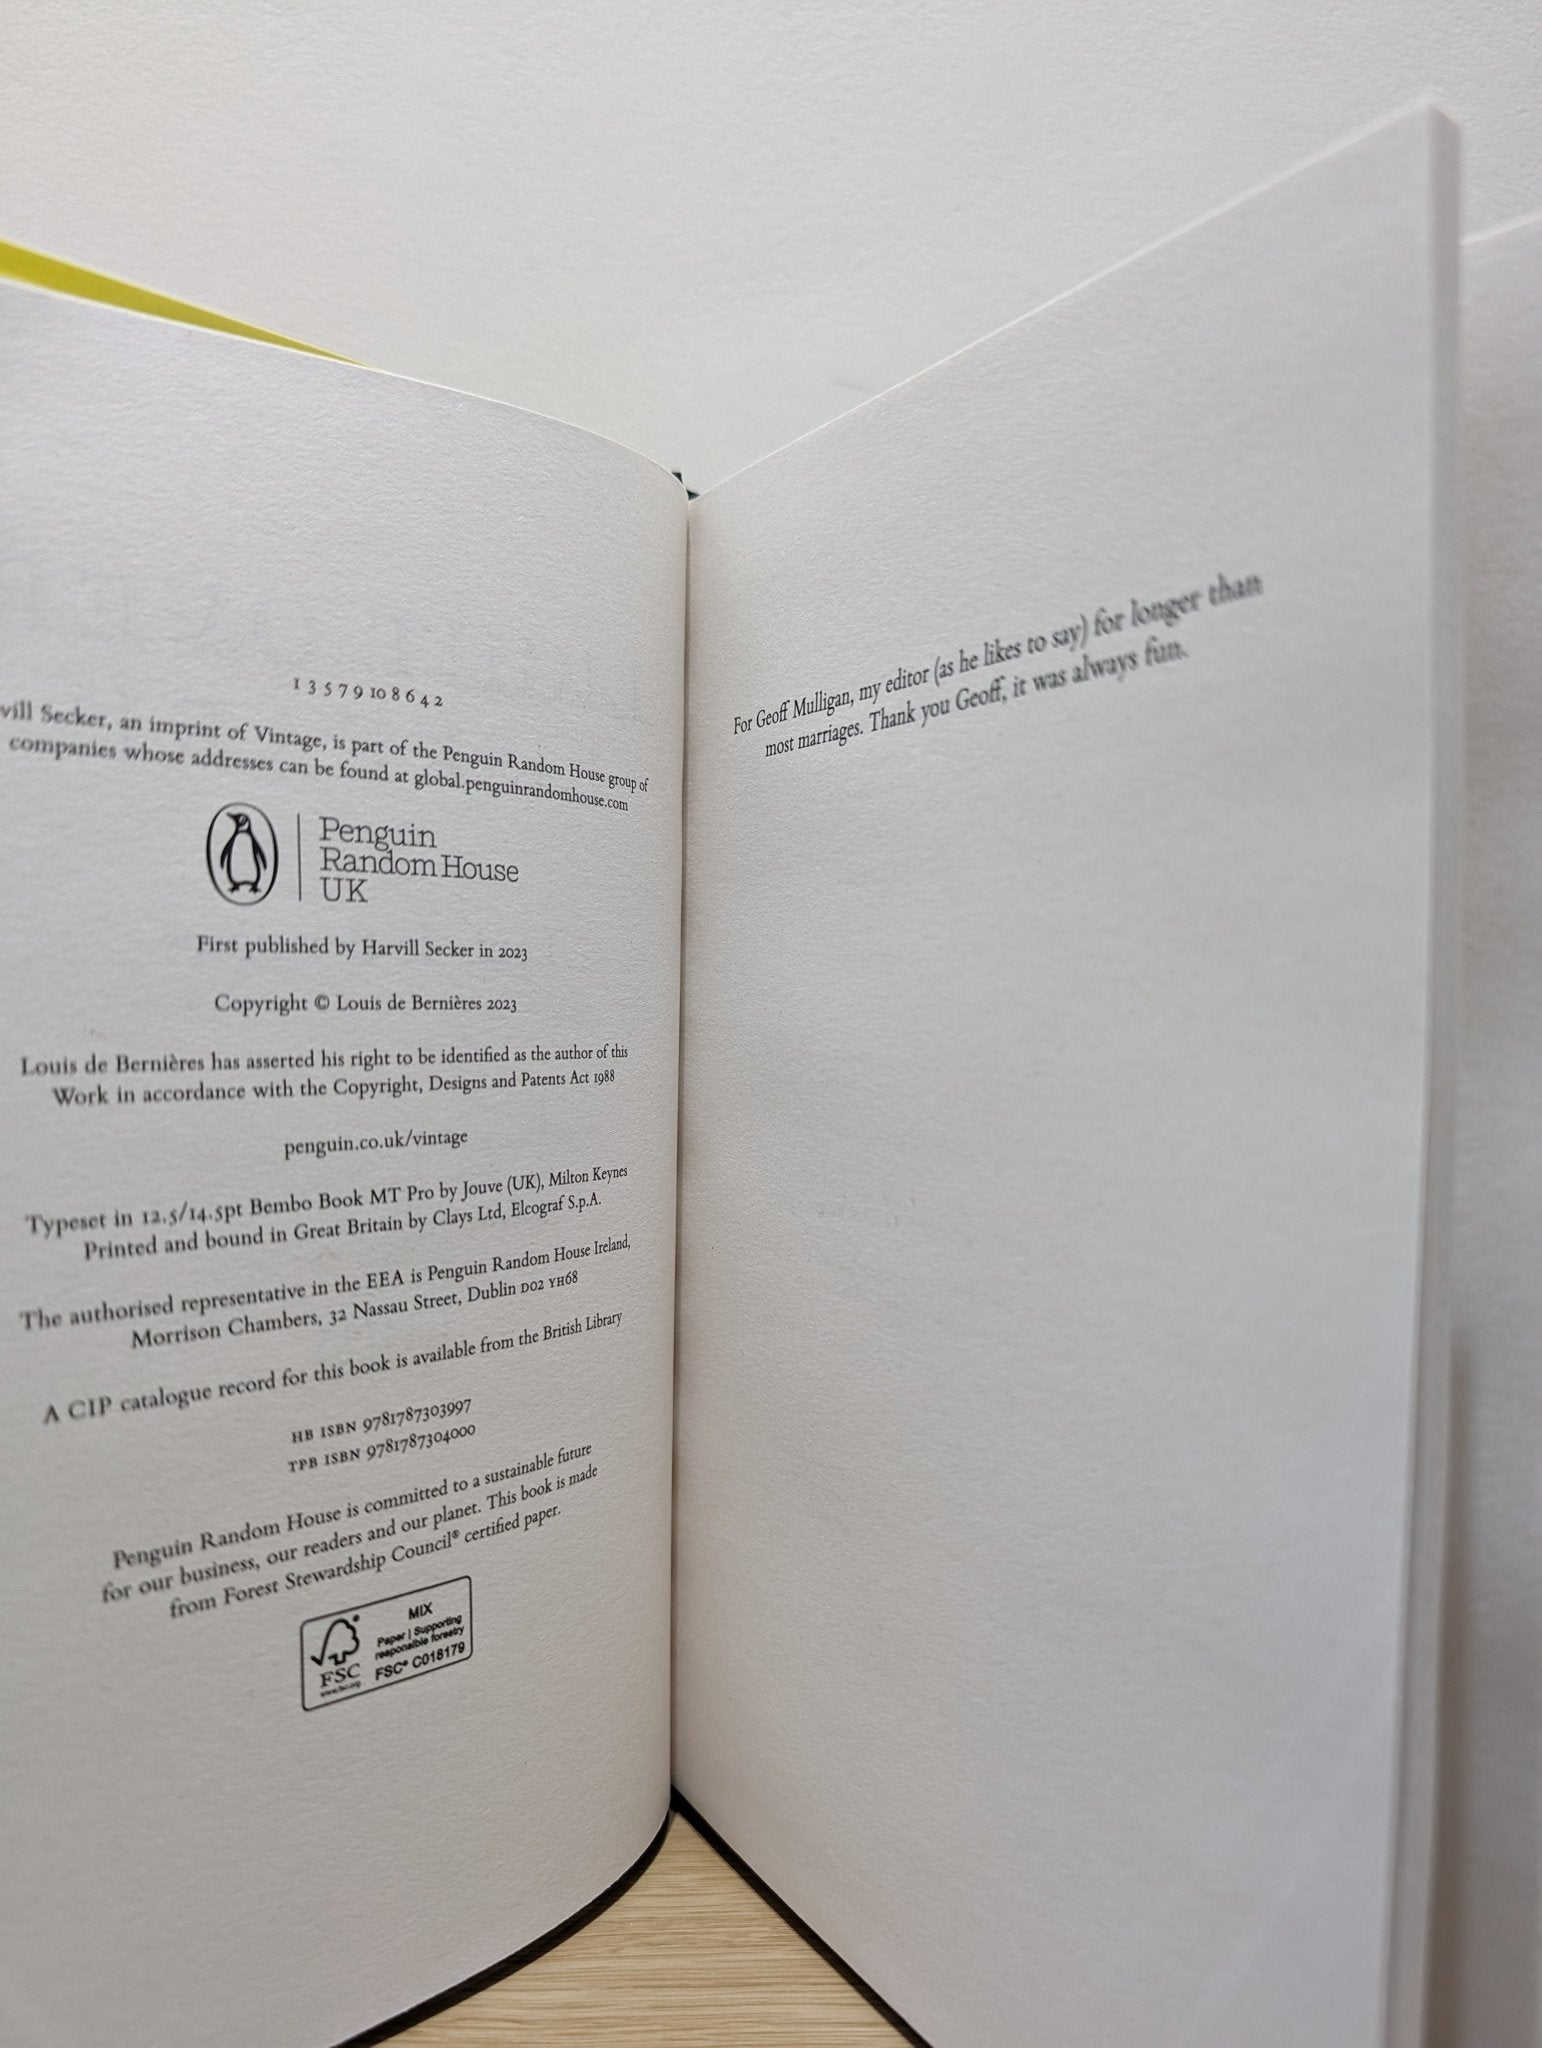 1 3 5 7 9 10 8 6 4 2
Secker, an imprint of Vintage, is part of the Penguin Random House group of
companies whose addresses can be found at global.penguinrandomhouse.com
Penguin
Random House
UK
First published by Harvill Secker in 2023
Copyright © Louis de Bernières 2023
Louis de Bernières has asserted his right to be identified as the author of this
Work in accordance with the Copyright, Designs and Patents Act 1988
penguin.co.uk/vintage
Typeset in 12.5/14.5pt Bembo Book MT Pro by Jouve (UK), Milton Keynes
Printed and bound in Great Britain by Clays Ltd, Elcograf S.p.A.
The authorised representative in the EEA is Penguin Random House Ireland,
Morrison Chambers, 32 Nassau Street, Dublin D02 YH68
A CIP catalogue record for this book is available from the British Library
HB ISBN 9781787303997
TPB ISBN 9781787304000
Penguin Random House is committed to a sustainable future
for our business, our readers and our planet. This book is made
from Forest Stewardship Council® certified paper.
MIX
Paper | Supporting
responsible forestry
FSC® C018179
FSC
www.fsc.org
For Geoff Mulligan, my editor (as he likes to say) for longer than
most marriages. Thank you Geoff, it was always fun.